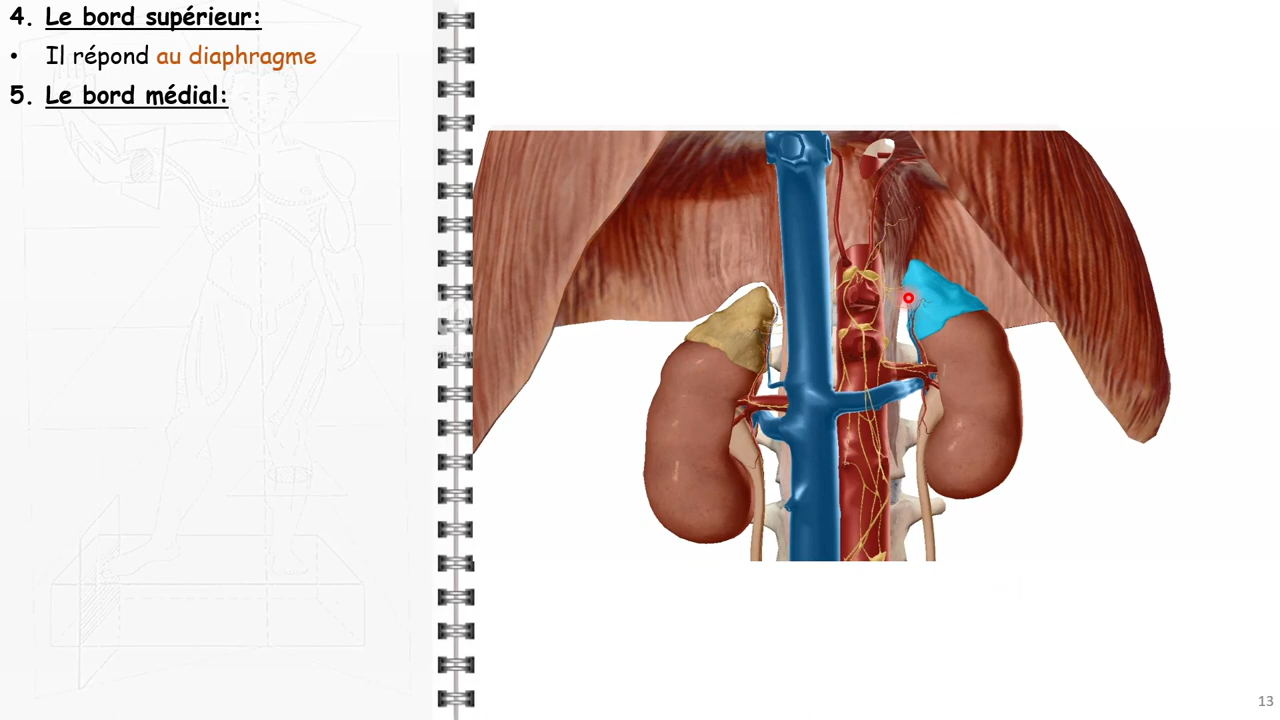 4. Le bord supérieur:
• Il répond au diaphragme
5. Le bord médial:
13